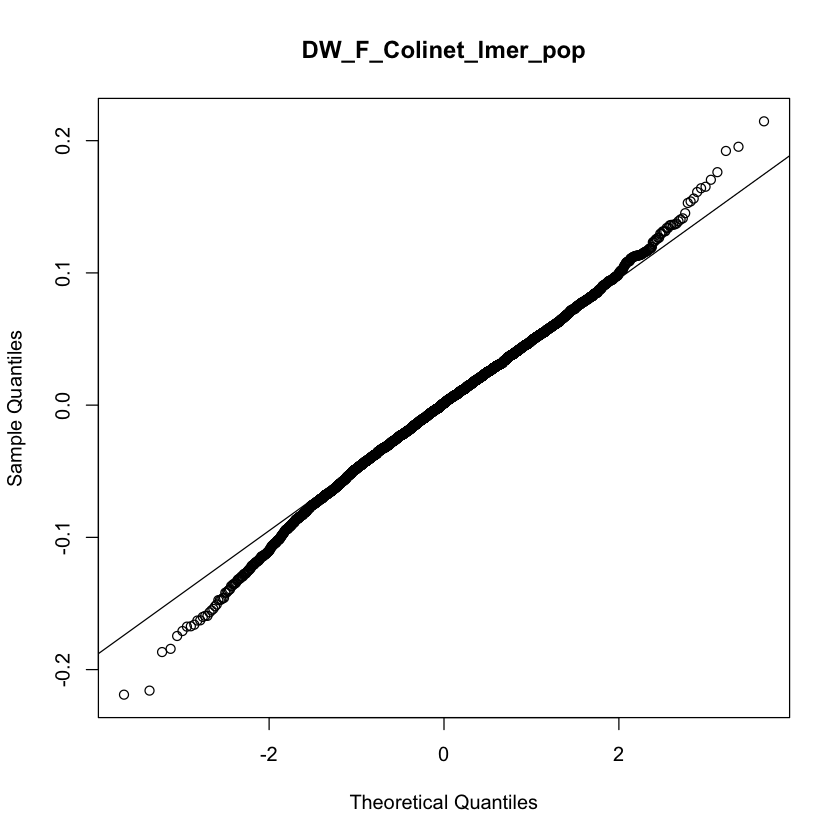 DW_F_Colinet_lmer_pop
0.2
0.1
0.0
-0.1
-0.2
Sample Quantiles
-2 0 2
Theoretical Quantiles